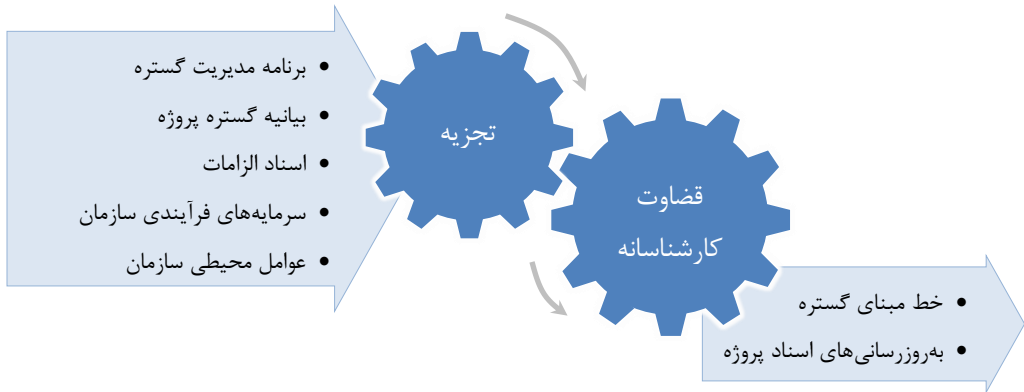 • برنامه مدیریت گستره
• بیانیه گستره پروژه
• اسناد الزامات
• سرمایه‌های فرآیندی سازمان
• عوامل محیطی سازمان
تجزیه
قضاوت
کارشناسانه
• خط مبنای گستره
• به‌روزرسانی‌های اسناد پروژه